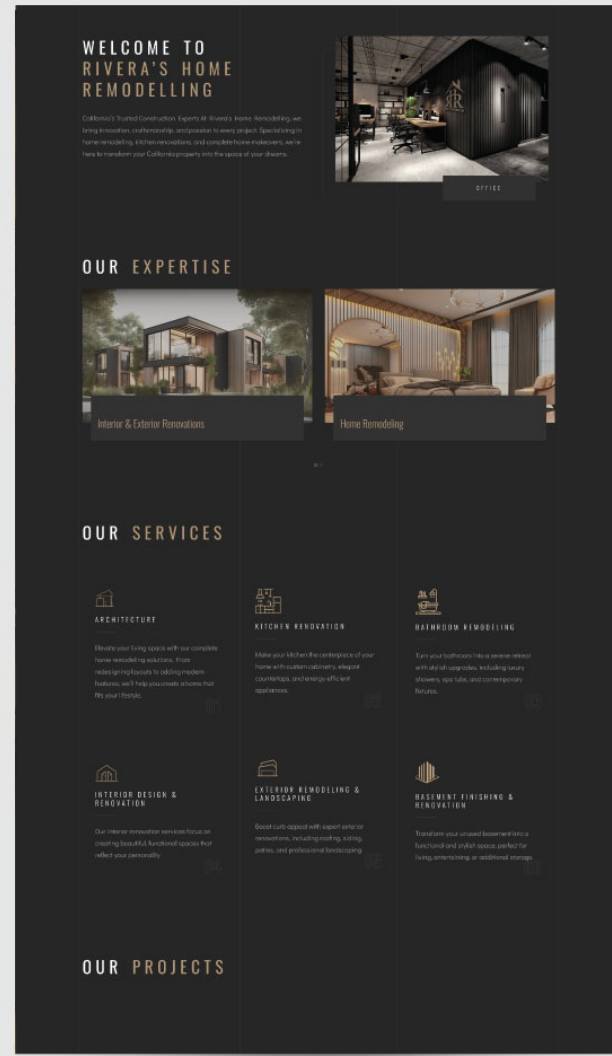 WELCOME TO
RIVERA'S HOME
REMODELLING
California's Trusted Construction Experts At Rivera's Home Remodelling, we
bring innovation, craftsmanship, and passion to every project. Specializing in
home remodeling, kitchen renovations, and complete home makeovers, we're
here to transform your California property into the space of your dreams.
OFFICE
OUR EXPERTISE
Interior & Exterior Renovations
Home Remodeling
OUR SERVICES
ARCHITECTURE
Elevate your living space with our complete
home remodeling solutions. From
redesigning layouts to adding modern
features, we'll help you create a home that
fits your lifestyle.
01
KITCHEN RENOVATION
Make your kitchen the centerpiece of your
home with custom cabinetry, elegant
countertops, and energy-efficient
appliances.
02
BATHROOM REMODELING
Turn your bathroom into a serene retreat
with stylish upgrades, including luxury
showers, spa tubs, and contemporary
fixtures.
03
INTERIOR DESIGN &
RENOVATION
Our interior renovation services focus on
creating beautiful, functional spaces that
reflect your personality
04
EXTERIOR REMODELING &
LANDSCAPING
Boost curb appeal with expert exterior
renovations, including roofing, siding,
patios, and professional landscaping
05
BASEMENT FINISHING &
RENOVATION
Transform your unused basement into a
functional and stylish space, perfect for
living, entertaining, or additional storage.
OUR PROJECTS